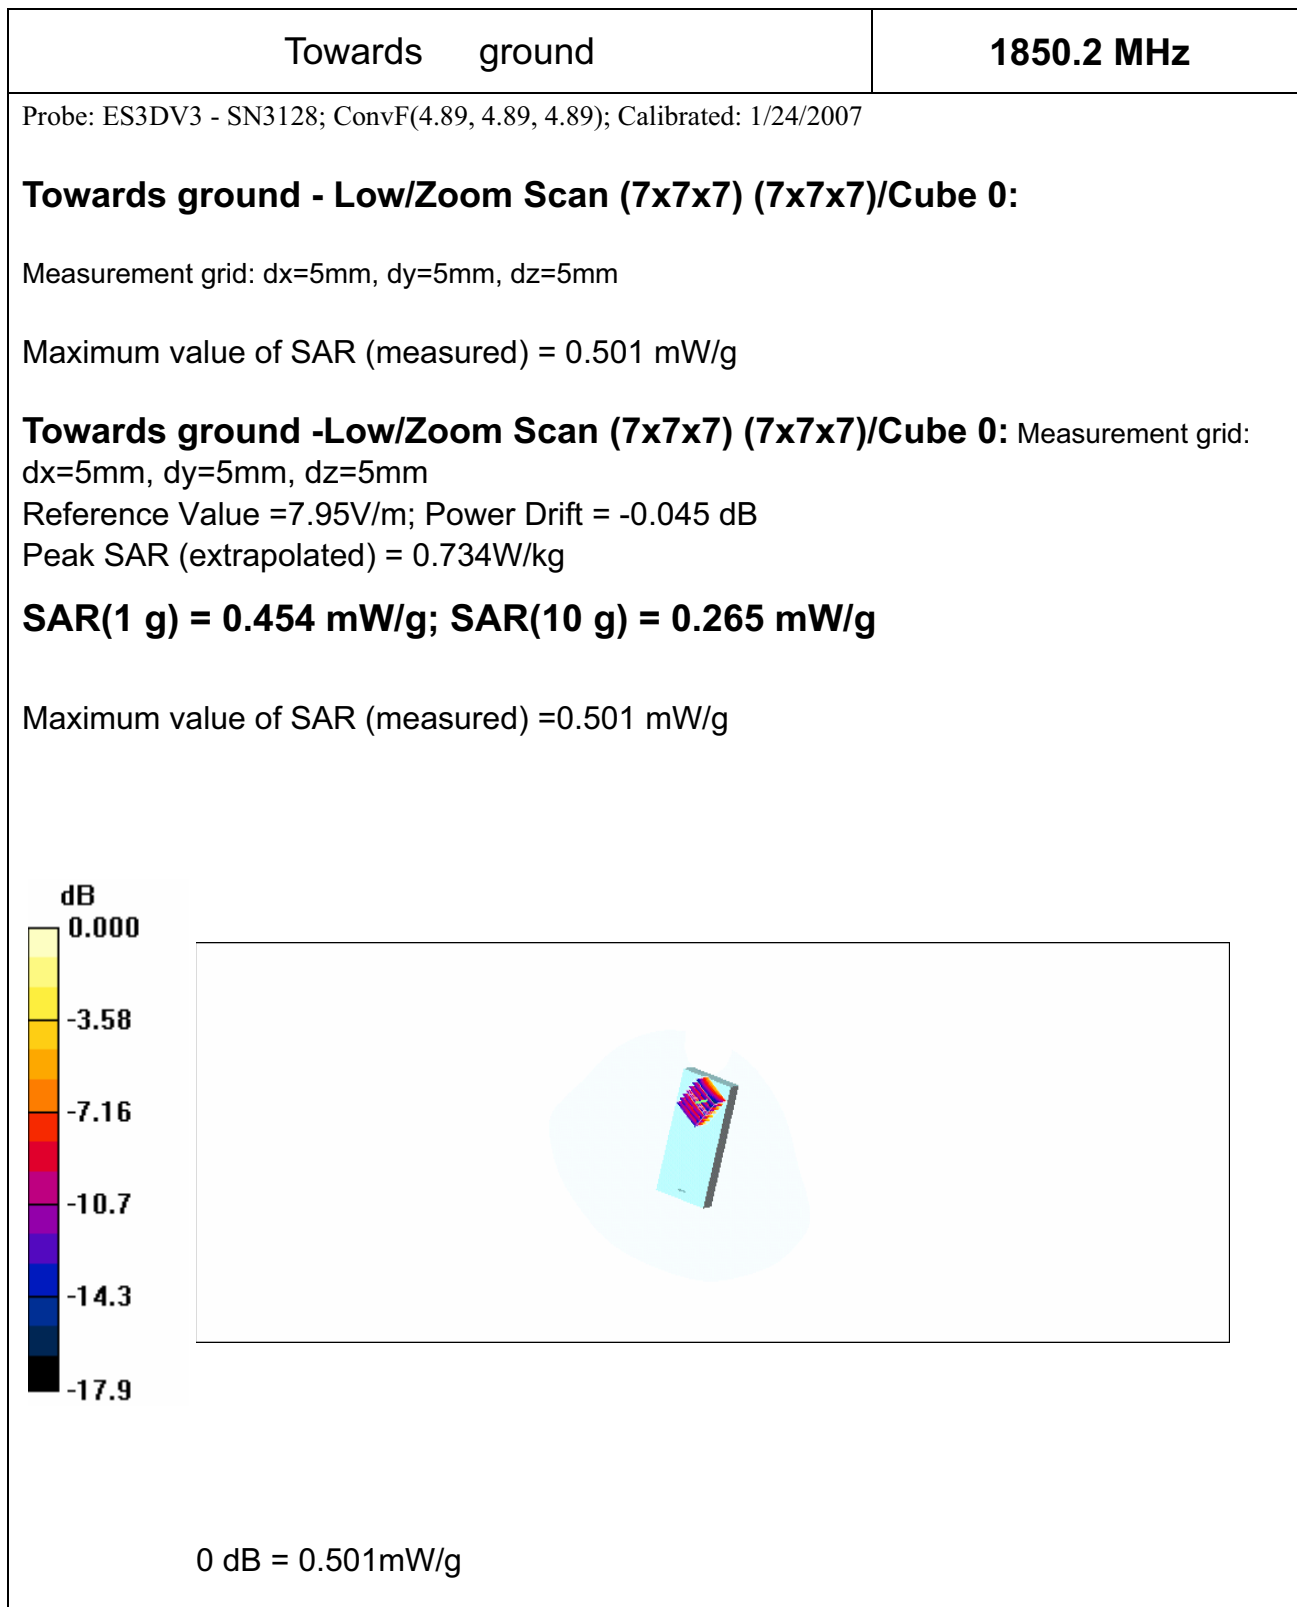 Towards ground
1850.2 MHz
Probe: ES3DV3 - SN3128; ConvF(4.89, 4.89, 4.89); Calibrated: 1/24/2007
Towards ground - Low/Zoom Scan (7x7x7) (7x7x7)/Cube 0:
Measurement grid: dx=5mm, dy=5mm, dz=5mm
Maximum value of SAR (measured) = 0.501 mW/g
Towards ground -Low/Zoom Scan (7x7x7) (7x7x7)/Cube 0: Measurement grid:
dx=5mm, dy=5mm, dz=5mm
Reference Value =7.95V/m; Power Drift = -0.045 dB
Peak SAR (extrapolated) = 0.734W/kg
SAR(1 g) = 0.454 mW/g; SAR(10 g) = 0.265 mW/g
Maximum value of SAR (measured) =0.501 mW/g
dB
0.000
-3.58
-7.16
-10.7
-14.3
-17.9
0 dB = 0.501mW/g